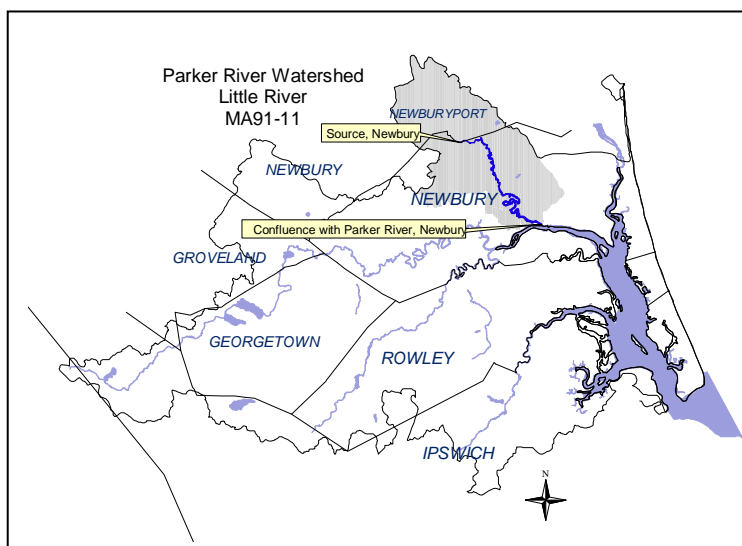 Parker River Watershed
Little River
MA91-11
NEWBURYPORT
Source, Newbury
NEWBURY
NEWBURY
Confluence with Parker River, Newbury
GROVELAND
GEORGETOWN
ROWLEY
IPSWICH
N